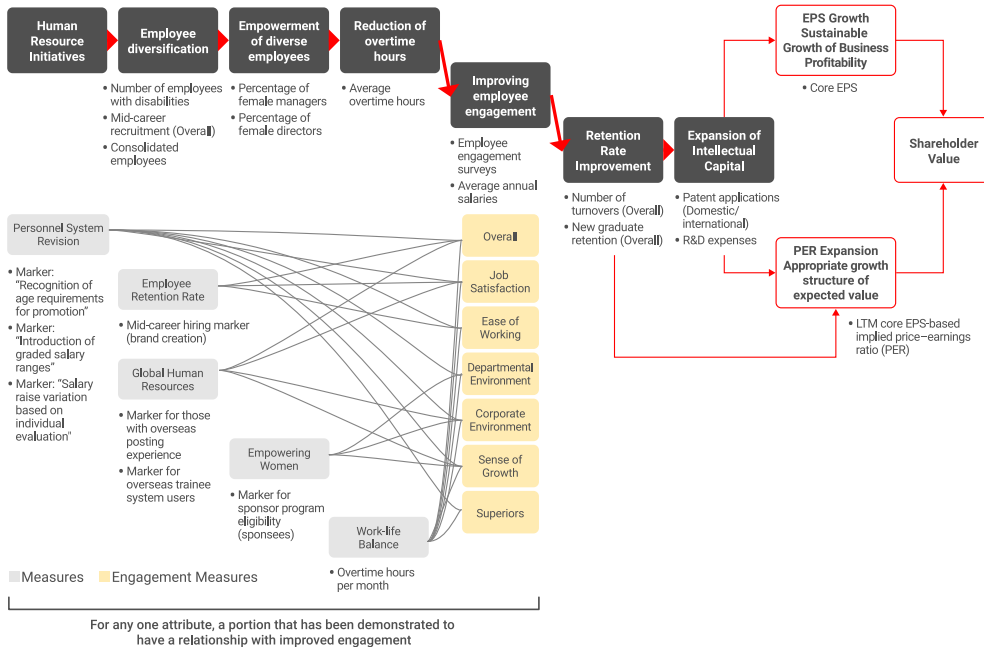 Human
Resource
Initiatives
Employee
diversification
• Number of employees
with disabilities
• Mid-career
recruitment (Overall)
• Consolidated
employees
Empowerment
of diverse
employees
• Percentage of
female managers
• Percentage of
female directors
Reduction of
overtime
hours
• Average
overtime hours
Improving
employee
engagement
• Employee
engagement
surveys
• Average annual
salaries
Retention
Rate
Improvement
• Number of
turnovers (Overall)
• New graduate
retention (Overall)
Expansion of
Intellectual
Capital
• Patent applications
(Domestic/
international)
• R&D expenses
EPS Growth
Sustainable
Growth of Business
Profitability
• Core EPS
Shareholder
Value
PER Expansion
Appropriate growth
structure of
expected value
• LTM core EPS-based
implied price–earnings
ratio (PER)
Personnel System
Revision
• Marker:
“Recognition of
age requirements
for promotion”
• Marker:
“Introduction of
graded salary
ranges”
• Marker: “Salary
raise variation
based on
individual
evaluation”
Employee
Retention Rate
• Mid-career hiring marker
(brand creation)
Global Human
Resources
• Marker for those
with overseas
posting
experience
• Marker for
overseas trainee
system users
Empowering
Women
• Marker for
sponsor program
eligibility
(sponsees)
Work-life
Balance
• Overtime hours
per month
Overall
Job
Satisfaction
Ease of
Working
Departmental
Environment
Corporate
Environment
Sense of
Growth
Superiors
Measures
Engagement Measures
For any one attribute, a portion that has been demonstrated to
have a relationship with improved engagement